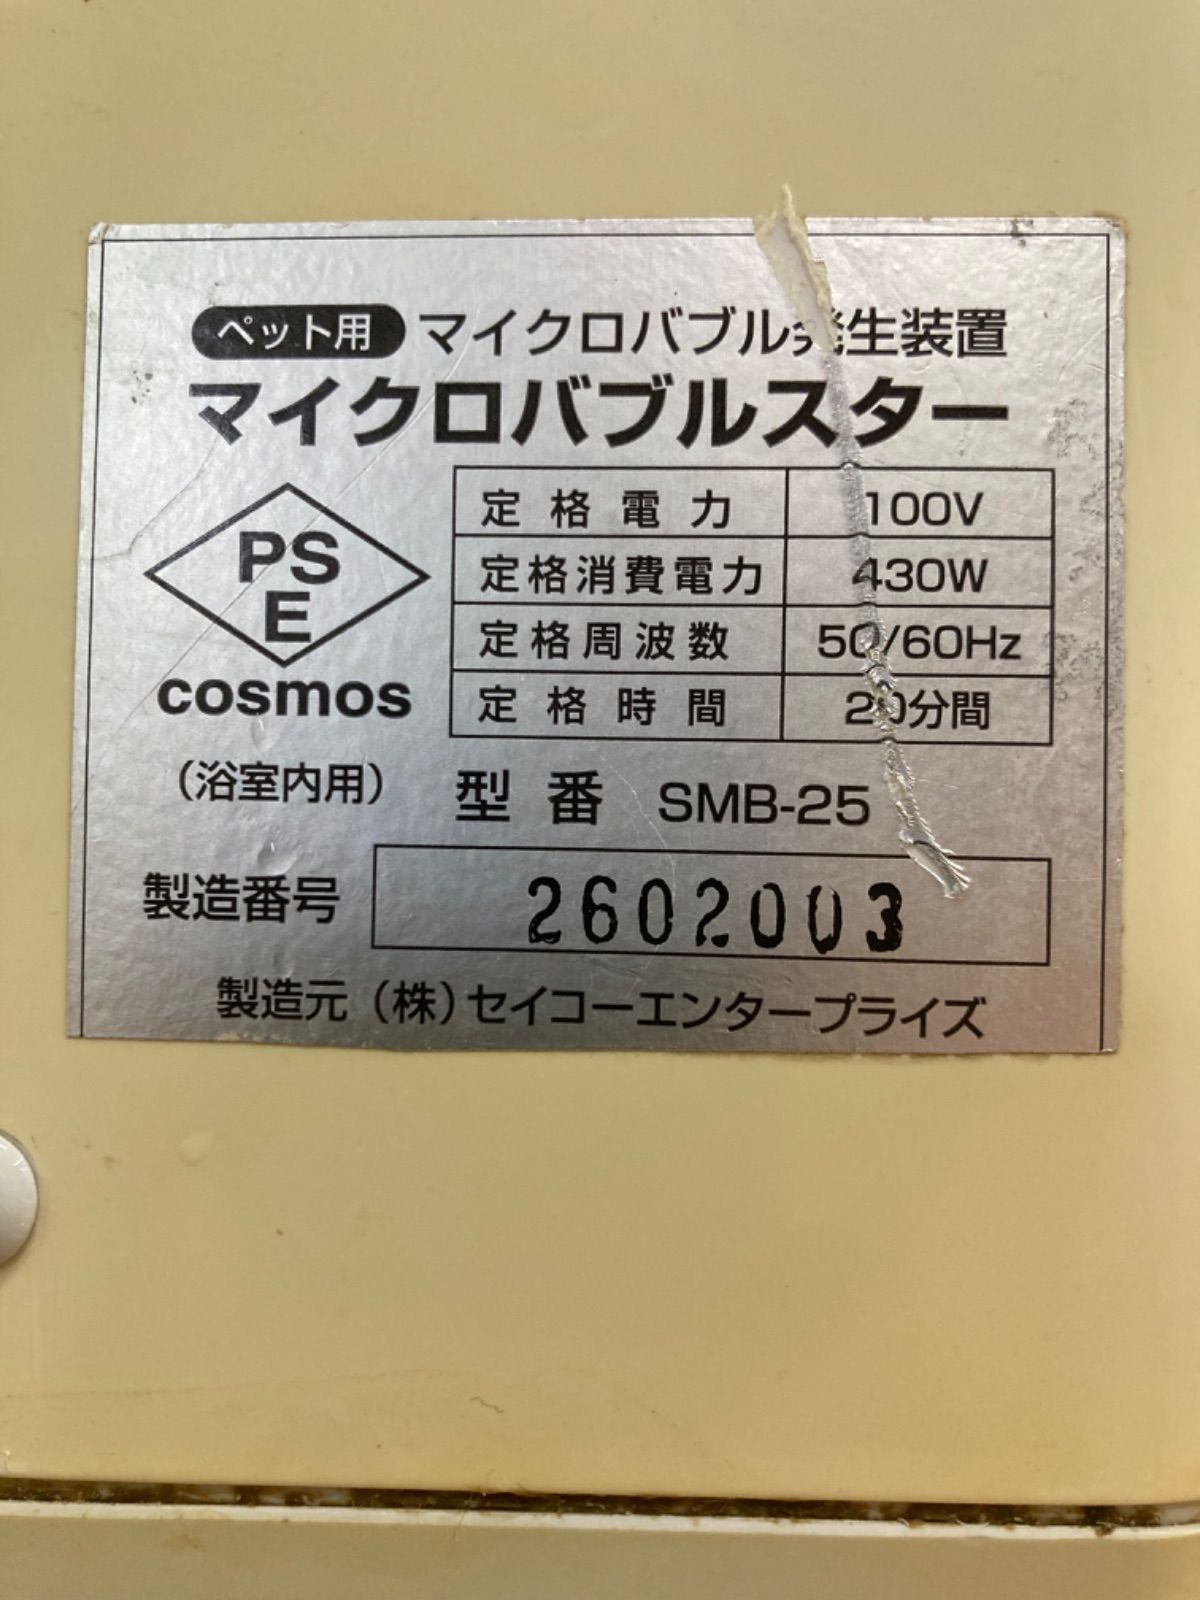 ペット用 マイクロバブル発生装置
マイクロバブルスター
PS
E
cosmos
定格電力 100V
定格消費電力 430W
定格周波数 50/60Hz
定格時間 20分間
(浴室内用) 型番 SMB-25
製造番号 2602003
製造元 (株) セイコーエンタープライズ